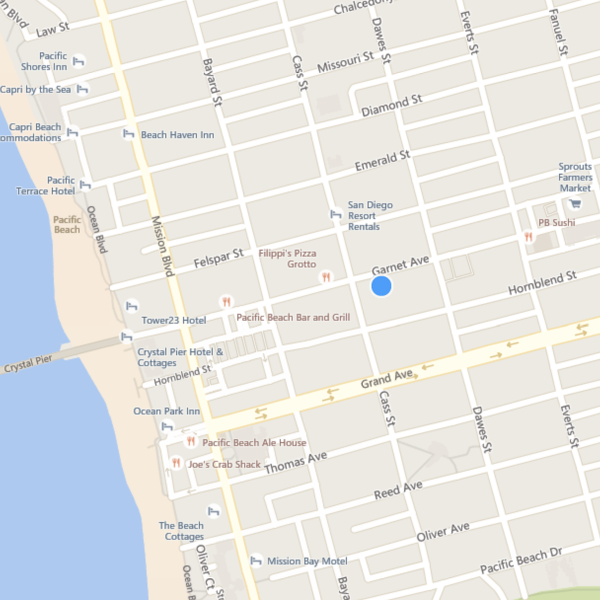 Chalcedony
n Blvd
Law St
Everts St
Fanuel St
Dawes St
Pacific
Shores Inn
Bayard St
Cass St
Missouri St
Capri by the Sea
Diamond St
Capri Beach
ommodations
Beach Haven Inn
Emerald St
Sprouts
Farmers
Market
Pacific
Terrace Hotel
Ocean Blvd
Pacific
Beach
Mission Blvd
San Diego
Resort
Rentals
PB Sushi
Felspar St
Filippi's Pizza
Grotto
Garnet Ave
Hornblend St
Tower23 Hotel
Pacific Beach Bar and Grill
Crystal Pier
Crystal Pier Hotel &
Cottages
Hornblend St
Grand Ave
Ocean Park Inn
Cass St
Dawes St
Everts St
Pacific Beach Ale House
Joe's Crab Shack
Thomas Ave
Reed Ave
The Beach
Cottages
Oliver Ave
Oliver Ct
Mission Bay Motel
Pacific Beach Dr
Ocean B
Str
Baya